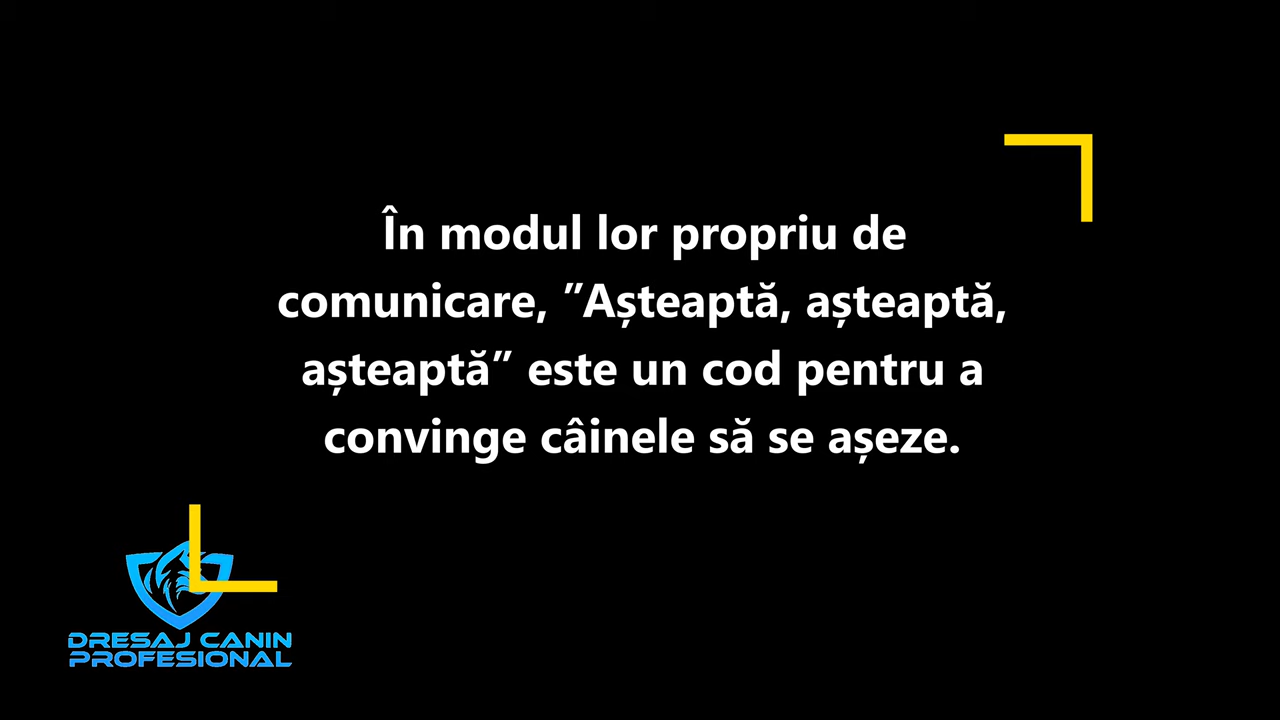 În modul lor propriu de
comunicare, ”Așteaptă, așteaptă,
așteaptă” este un cod pentru a
convinge câinele să se așeze.
DRESAJ CANIN
PROFESIONAL